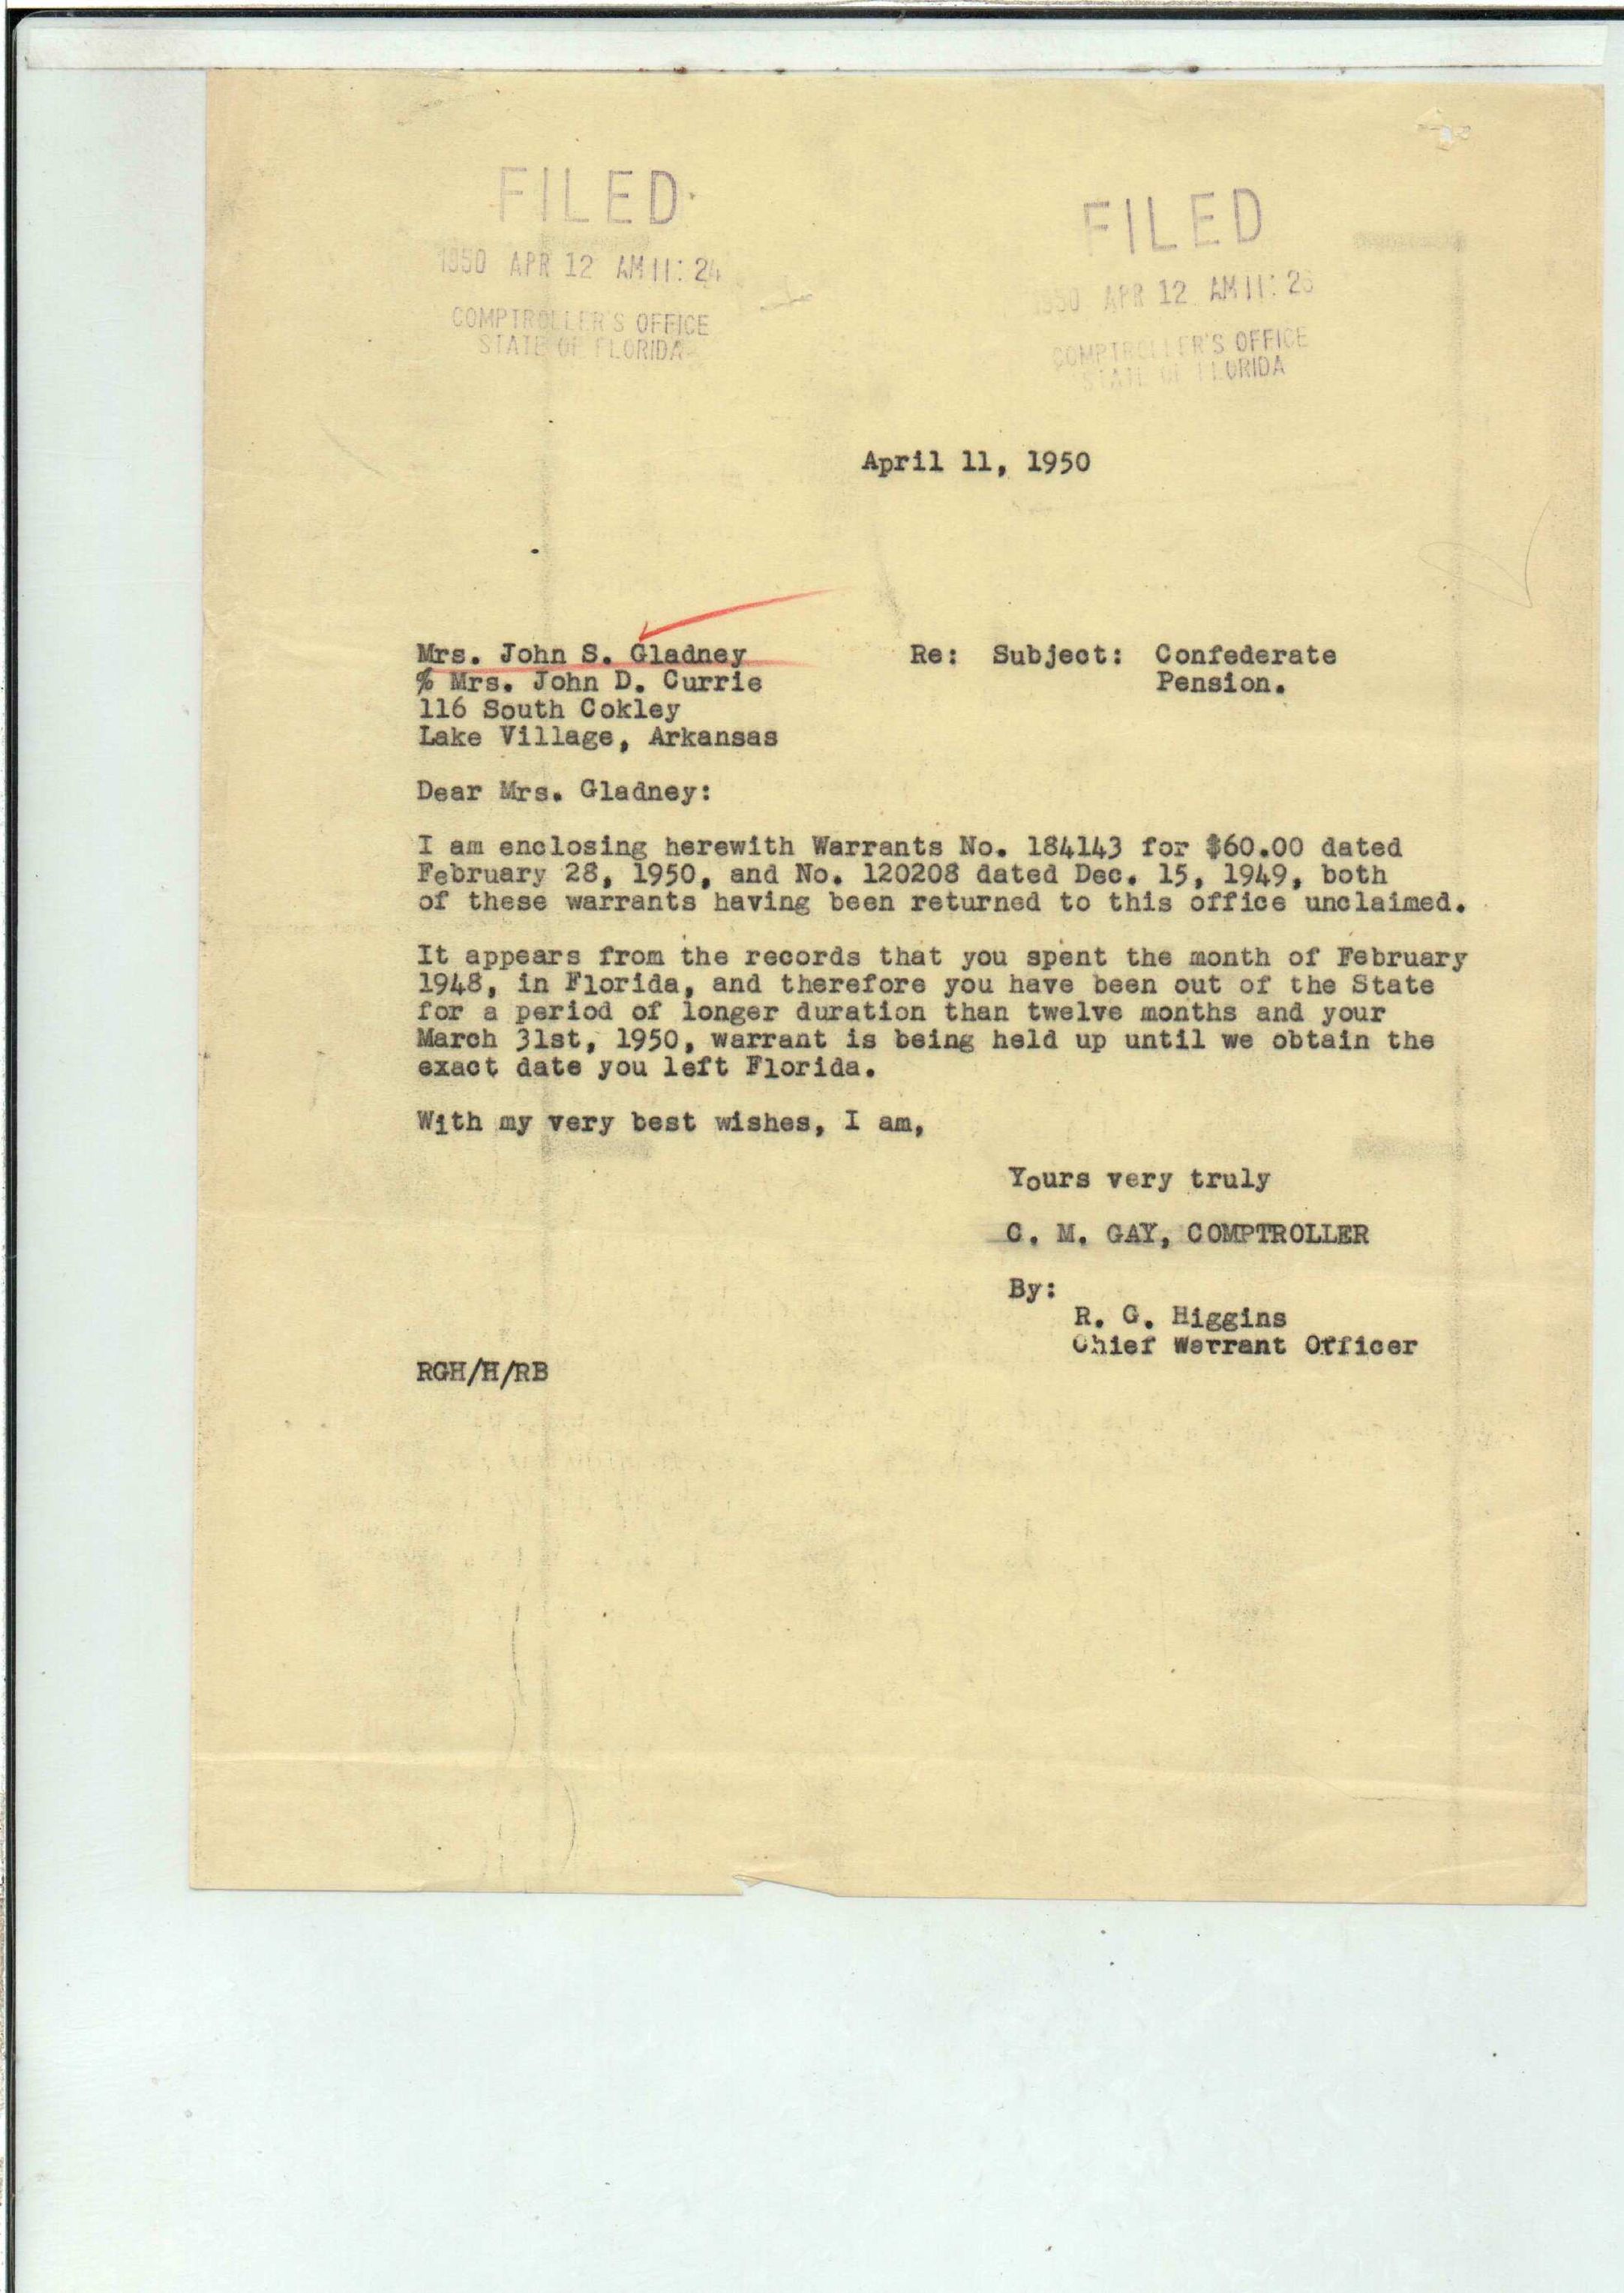 FILED
1950 APR 12 AM 11:24
COMPTROLLER'S OFFICE
STATE OF FLORIDA
FILED
1950 APR 12 AM 11:26
COMPTROLLER'S OFFICE
STATE OF FLORIDA
April 11, 1950
Mrs. John S. Gladney
℅ Mrs. John D. Currie
116 South Cokley
Lake Village, Arkansas
Re: Subject: Confederate
Pension.
Dear Mrs. Gladney:
I am enclosing herewith Warrants No. 184143 for $60.00 dated
February 28, 1950, and No. 120208 dated Dec. 15, 1949, both
of these warrants having been returned to this office unclaimed.
It appears from the records that you spent the month of February
1948, in Florida, and therefore you have been out of the State
for a period of longer duration than twelve months and your
March 31st, 1950, warrant is being held up until we obtain the
exact date you left Florida.
With my very best wishes, I am,
Yours very truly
C. M. GAY, COMPTROLLER
By:
R. G. Higgins
Chief Warrant Officer
RGH/H/RB